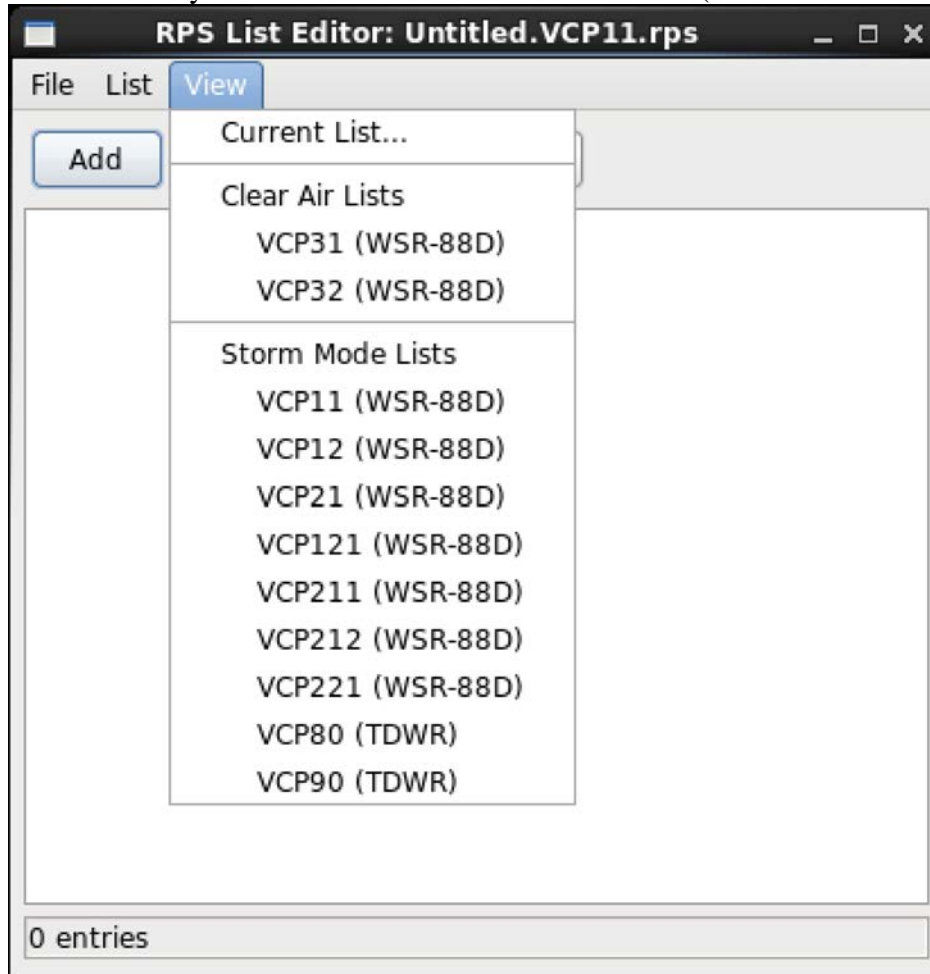 RPS List Editor: Untitled.VCP11.rps
File List View
Add
Current List...
Clear Air Lists
VCP31 (WSR-88D)
VCP32 (WSR-88D)
Storm Mode Lists
VCP11 (WSR-88D)
VCP12 (WSR-88D)
VCP21 (WSR-88D)
VCP121 (WSR-88D)
VCP211 (WSR-88D)
VCP212 (WSR-88D)
VCP221 (WSR-88D)
VCP80 (TDWR)
VCP90 (TDWR)
0 entries